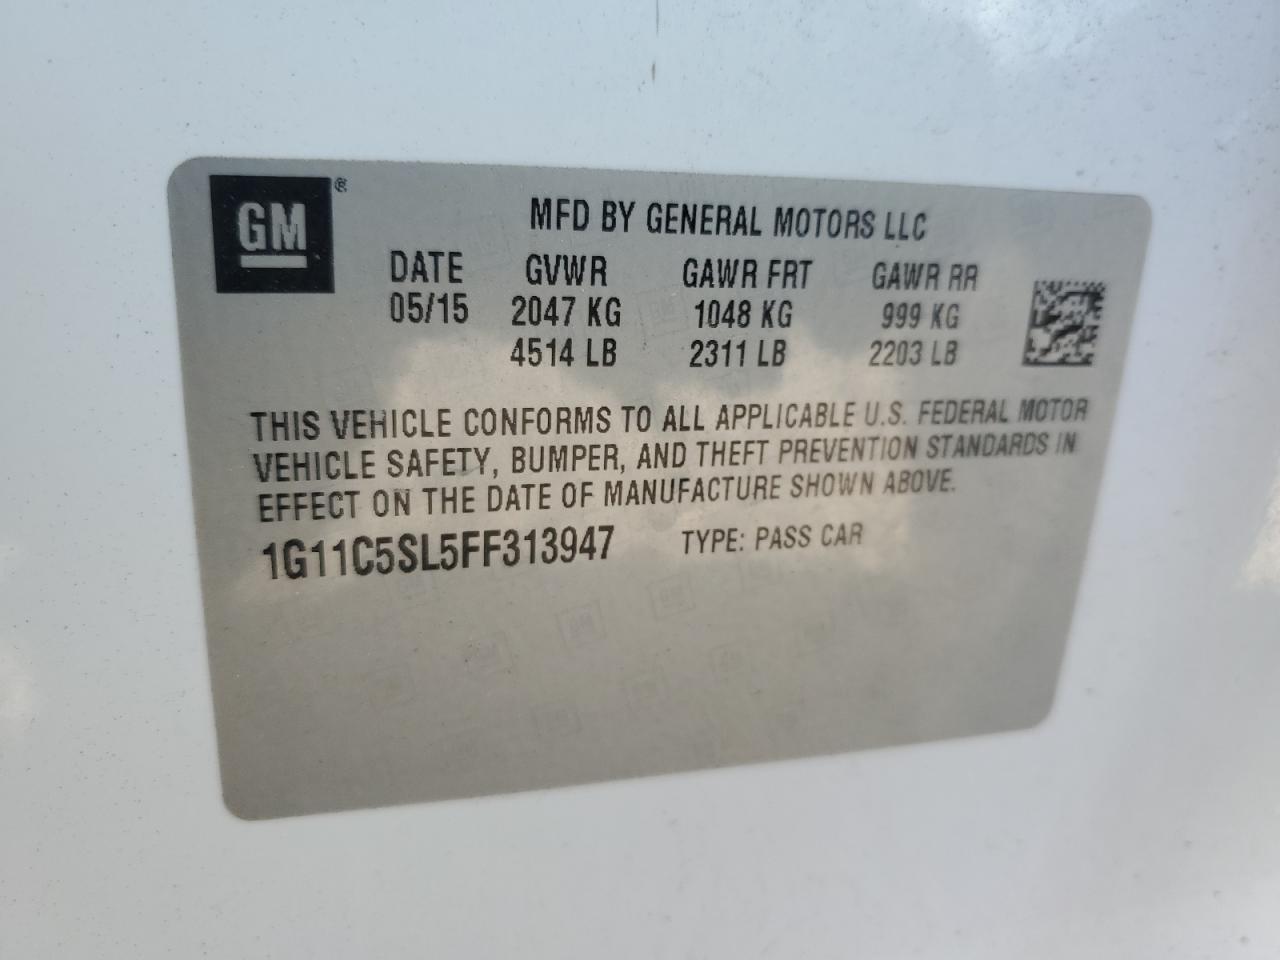 GM®
MFD BY GENERAL MOTORS LLC
DATE GVWR GAWR FRT GAWR RR
05/15 2047 KG 1048 KG 999 KG
4514 LB 2311 LB 2203 LB
THIS VEHICLE CONFORMS TO ALL APPLICABLE U.S. FEDERAL MOTOR
VEHICLE SAFETY, BUMPER, AND THEFT PREVENTION STANDARDS IN
EFFECT ON THE DATE OF MANUFACTURE SHOWN ABOVE.
1G11C5SL5FF313947 TYPE: PASS CAR